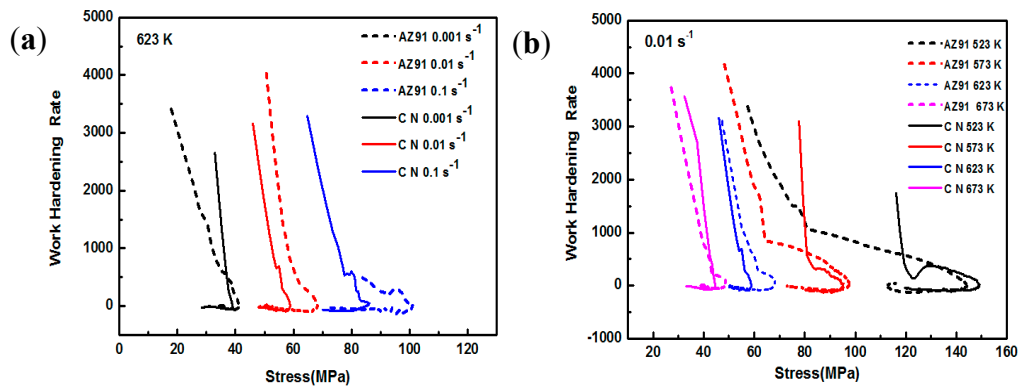 (a)
623 K
AZ91 0.001 s-1
AZ91 0.01 s-1
AZ91 0.1 s-1
C N 0.001 s-1
C N 0.01 s-1
C N 0.1 s-1
Work Hardening Rate
5000
4000
3000
2000
1000
0
0 20 40 60 80 100 120
Stress(MPa)
(b)
0.01 s-1
AZ91 523 K
AZ91 573 K
AZ91 623 K
AZ91 673 K
C N 523 K
C N 573 K
C N 623 K
C N 673 K
Work Hardening Rate
5000
4000
3000
2000
1000
0
-1000
20 40 60 80 100 120 140 160
Stress(MPa)